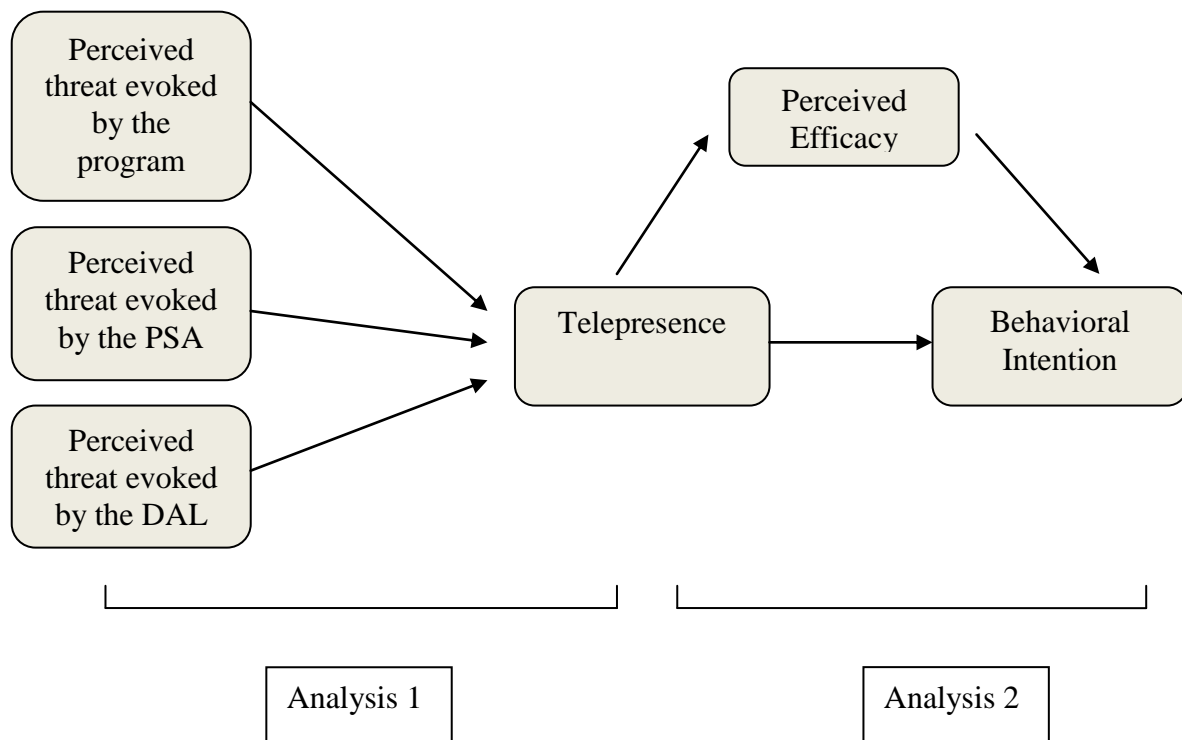 Perceived
threat evoked
by the
program
Perceived
threat evoked
by the PSA
Perceived
threat evoked
by the DAL
Telepresence
Perceived
Efficacy
Behavioral
Intention
Analysis 1
Analysis 2